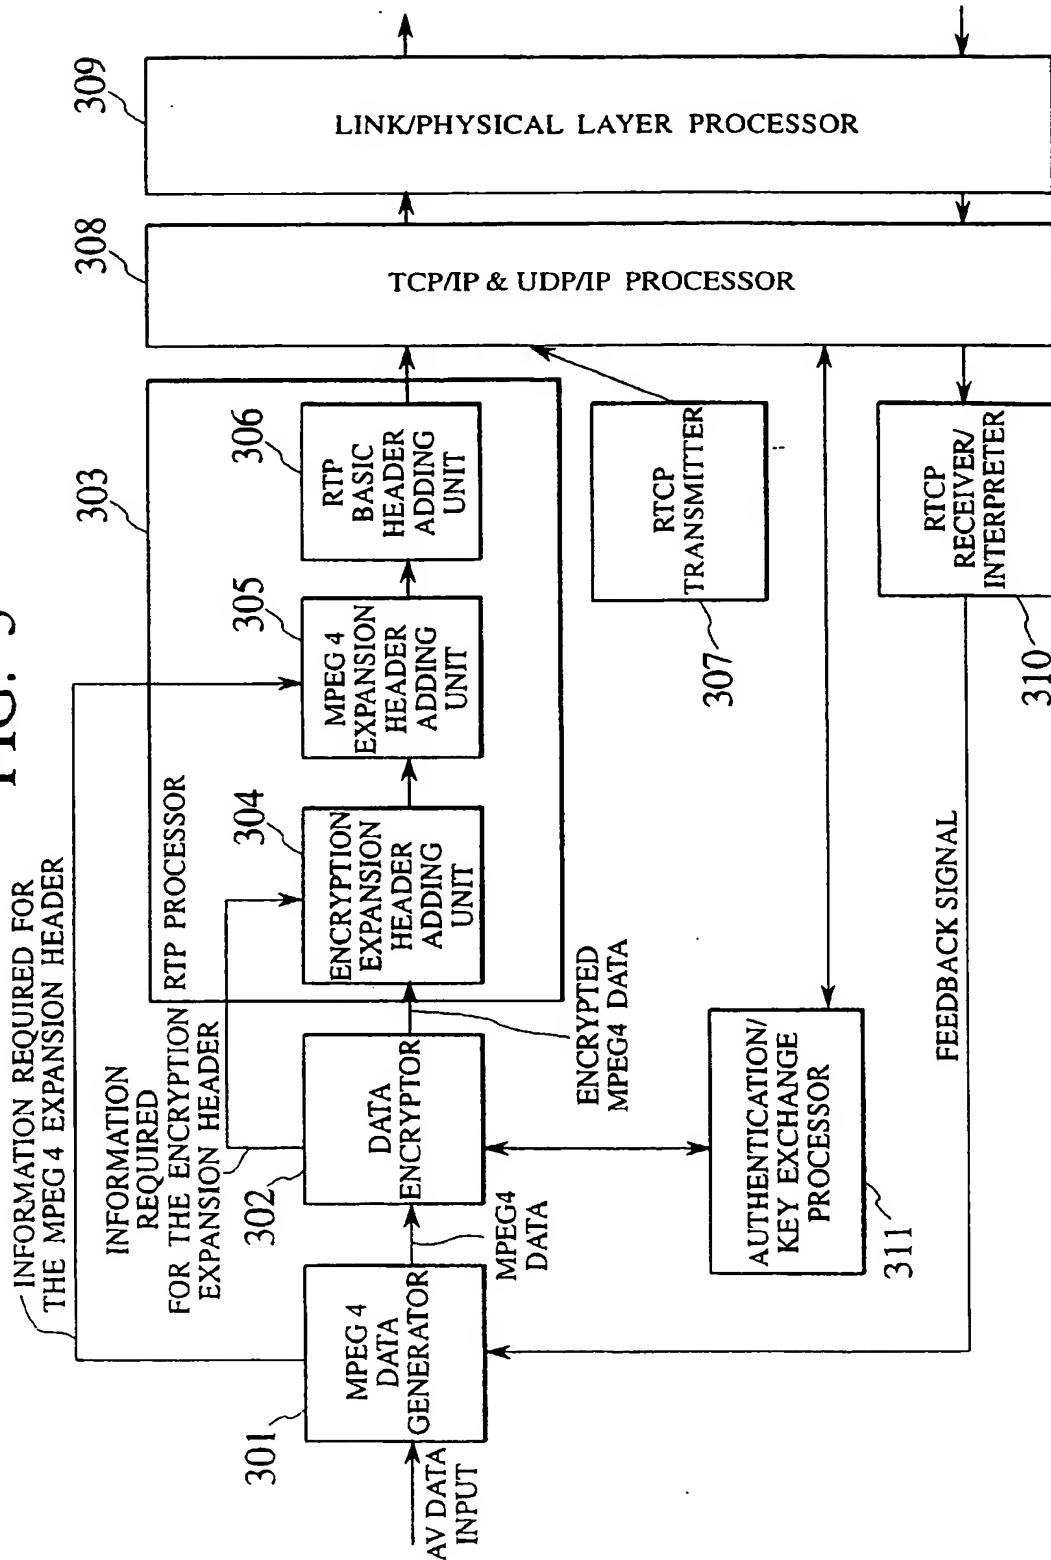 FIG. 3
INFORMATION REQUIRED FOR
THE MPEG 4 EXPANSION HEADER
INFORMATION
REQUIRED
FOR THE ENCRYPTION
EXPANSION HEADER
RTP PROCESSOR
303
301
MPEG 4
DATA
GENERATOR
AV DATA
INPUT
MPEG4
DATA
302
DATA
ENCRYPTOR
ENCRYPTED
MPEG4 DATA
304
ENCRYPTION
EXPANSION
HEADER
ADDING
UNIT
305
MPEG 4
EXPANSION
HEADER
ADDING
UNIT
306
RTP
BASIC
HEADER
ADDING
UNIT
308
TCP/IP & UDP/IP PROCESSOR
309
LINK/PHYSICAL LAYER PROCESSOR
RTCP
TRANSMITTER
307
AUTHENTICATION/
KEY EXCHANGE
PROCESSOR
311
RTCP
RECEIVER/
INTERPRETER
310
FEEDBACK SIGNAL